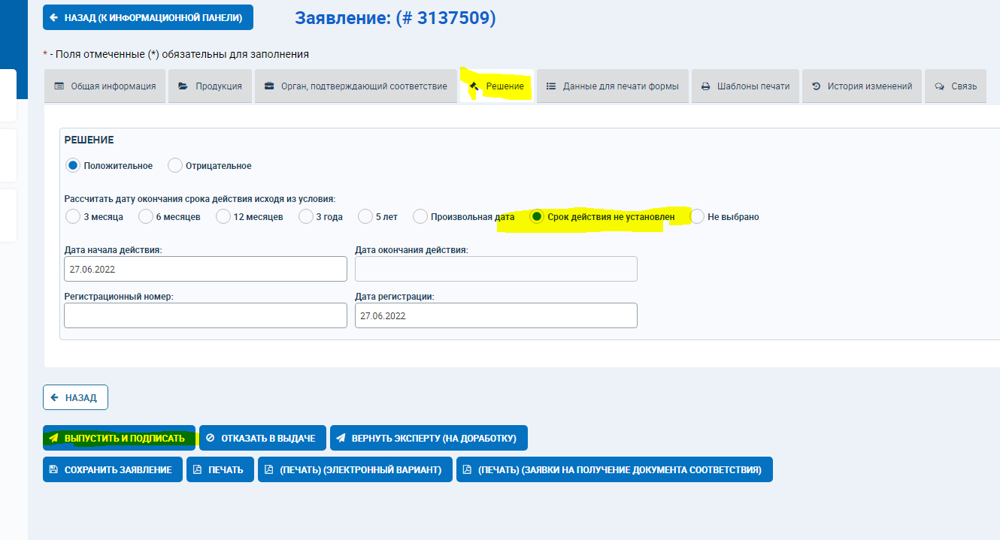 НАЗАД (К ИНФОРМАЦИОННОЙ ПАНЕЛИ)
Заявление: (# 3137509)
* - Поля отмеченные (*) обязательны для заполнения
Общая информация Продукция Орган, подтверждающий соответствие Решение Данные для печати формы Шаблоны печати История изменений Связь
РЕШЕНИЕ
Положительное Отрицательное
Рассчитать дату окончания срока действия исходя из условия:
3 месяца 6 месяцев 12 месяцев 3 года 5 лет Произвольная дата Срок действия не установлен Не выбрано
Дата начала действия: Дата окончания действия:
27.06.2022
Регистрационный номер: Дата регистрации:
27.06.2022
НАЗАД
ВЫПУСТИТЬ И ПОДПИСАТЬ ОТКАЗАТЬ В ВЫДАЧЕ ВЕРНУТЬ ЭКСПЕРТУ (НА ДОРАБОТКУ)
СОХРАНИТЬ ЗАЯВЛЕНИЕ ПЕЧАТЬ (ПЕЧАТЬ) (ЭЛЕКТРОННЫЙ ВАРИАНТ) (ПЕЧАТЬ) (ЗАЯВКИ НА ПОЛУЧЕНИЕ ДОКУМЕНТА СООТВЕТСТВИЯ)